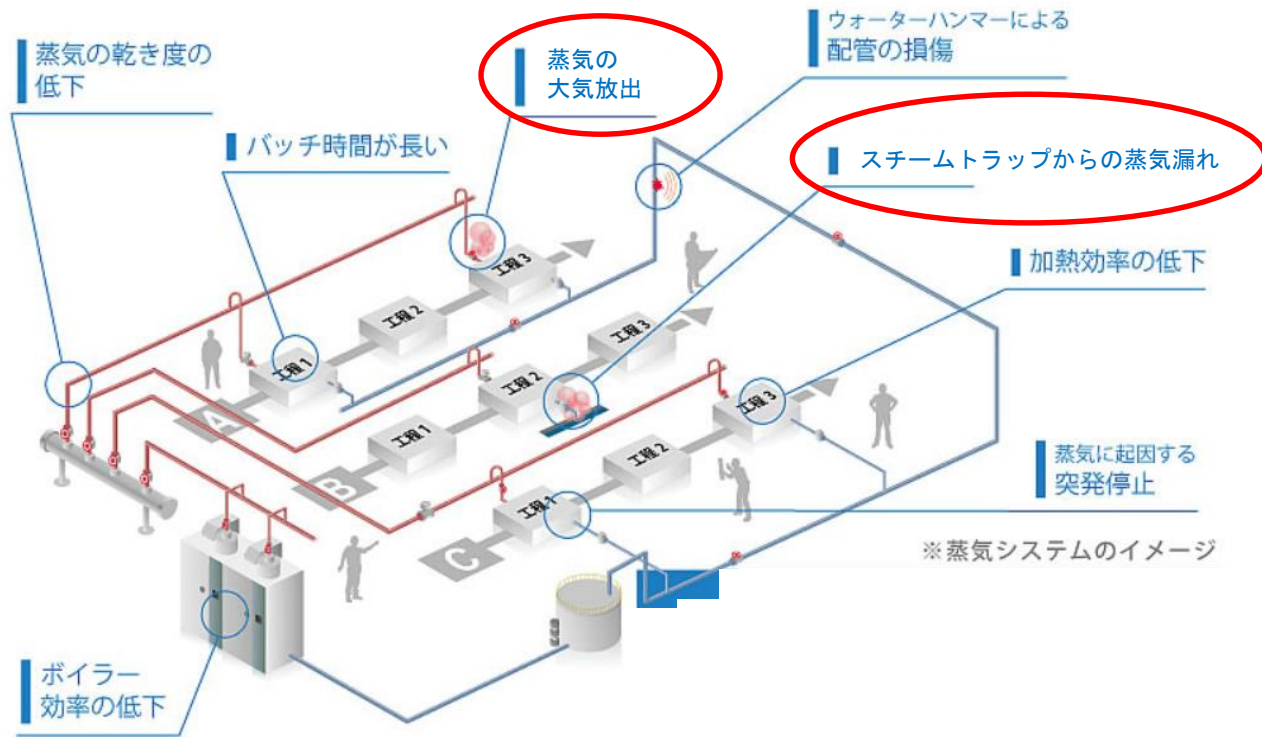 蒸気の乾き度の
低下
蒸気の
大気放出
ウォーターハンマーによる
配管の損傷
バッチ時間が長い
スチームトラップからの蒸気漏れ
加熱効率の低下
蒸気に起因する
突発停止
※蒸気システムのイメージ
ボイラー
効率の低下
A
工程1
工程2
工程3
B
工程1
工程2
工程3
C
工程1
工程2
工程3